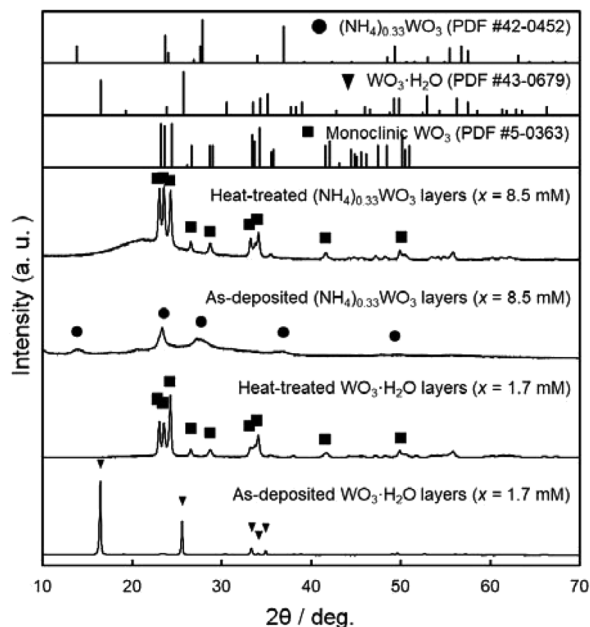 ● (NH₄)₀.₃₃WO₃ (PDF #42-0452)
▼ WO₃·H₂O (PDF #43-0679)
■ Monoclinic WO₃ (PDF #5-0363)
Heat-treated (NH₄)₀.₃₃WO₃ layers (x = 8.5 mM)
As-deposited (NH₄)₀.₃₃WO₃ layers (x = 8.5 mM)
Heat-treated WO₃·H₂O layers (x = 1.7 mM)
As-deposited WO₃·H₂O layers (x = 1.7 mM)
Intensity (a. u.)
10 20 30 40 50 60 70
2θ / deg.